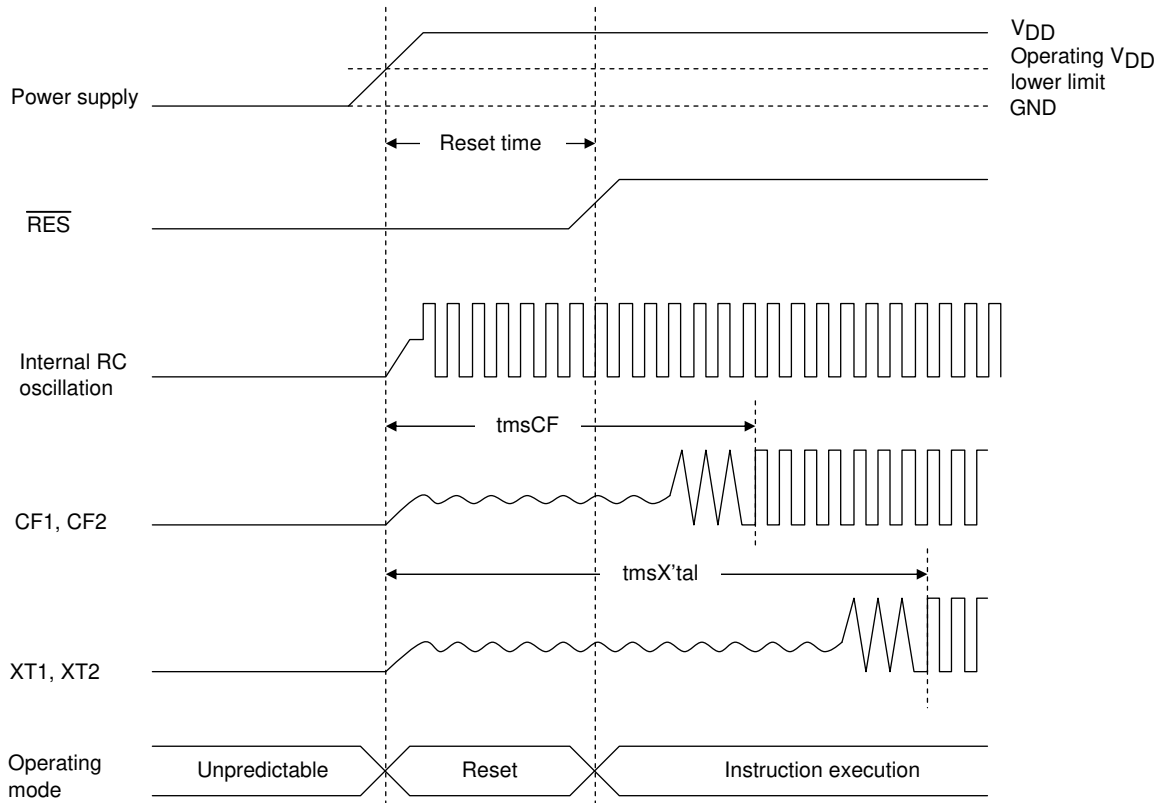 VDD
Operating VDD
lower limit
GND
Power supply
Reset time
RES
Internal RC
oscillation
tmsCF
CF1, CF2
tmsX'tal
XT1, XT2
Operating
mode
Unpredictable
Reset
Instruction execution